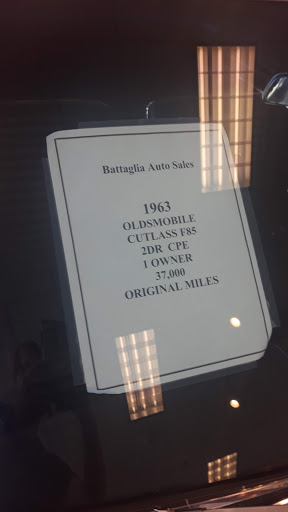 Battaglia Auto Sales
1963
OLDSMOBILE
CUTLASS F85
2DR CPE
1 OWNER
37,000
ORIGINAL MILES